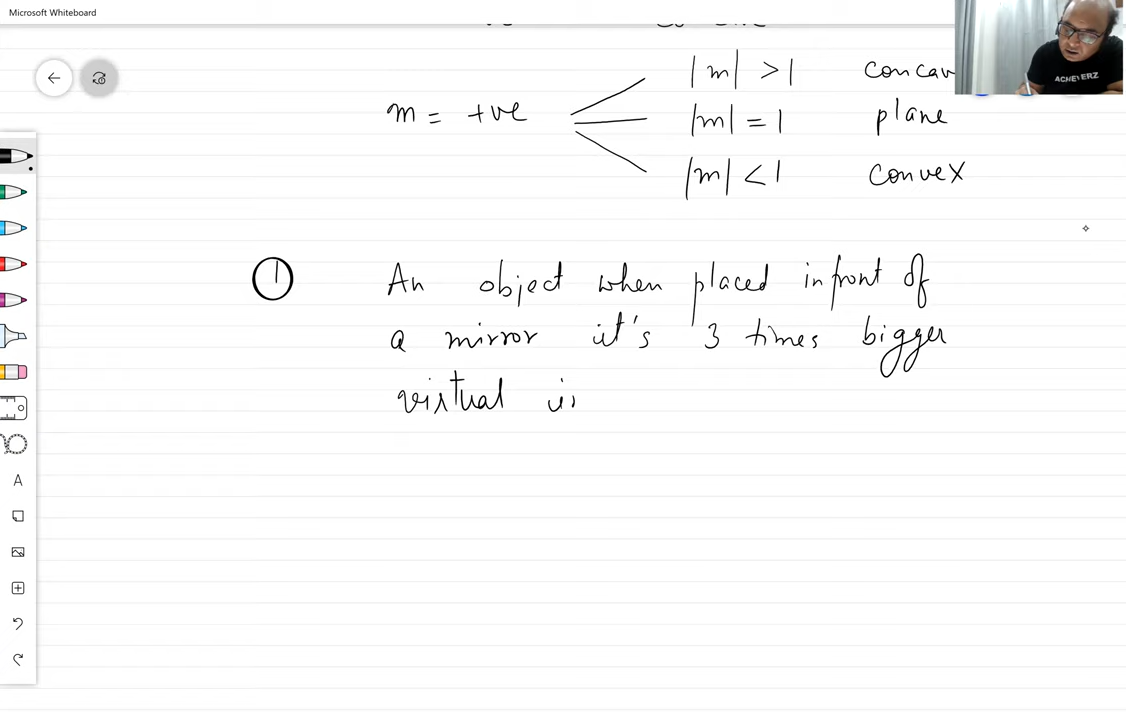 Microsoft Whiteboard
|m| > 1 concav
m = +ve |m| = 1 plane
|m| < 1 convex
ACHEVERZ
1 An object when placed infront of
a mirror it's 3 times bigger
virtual
A